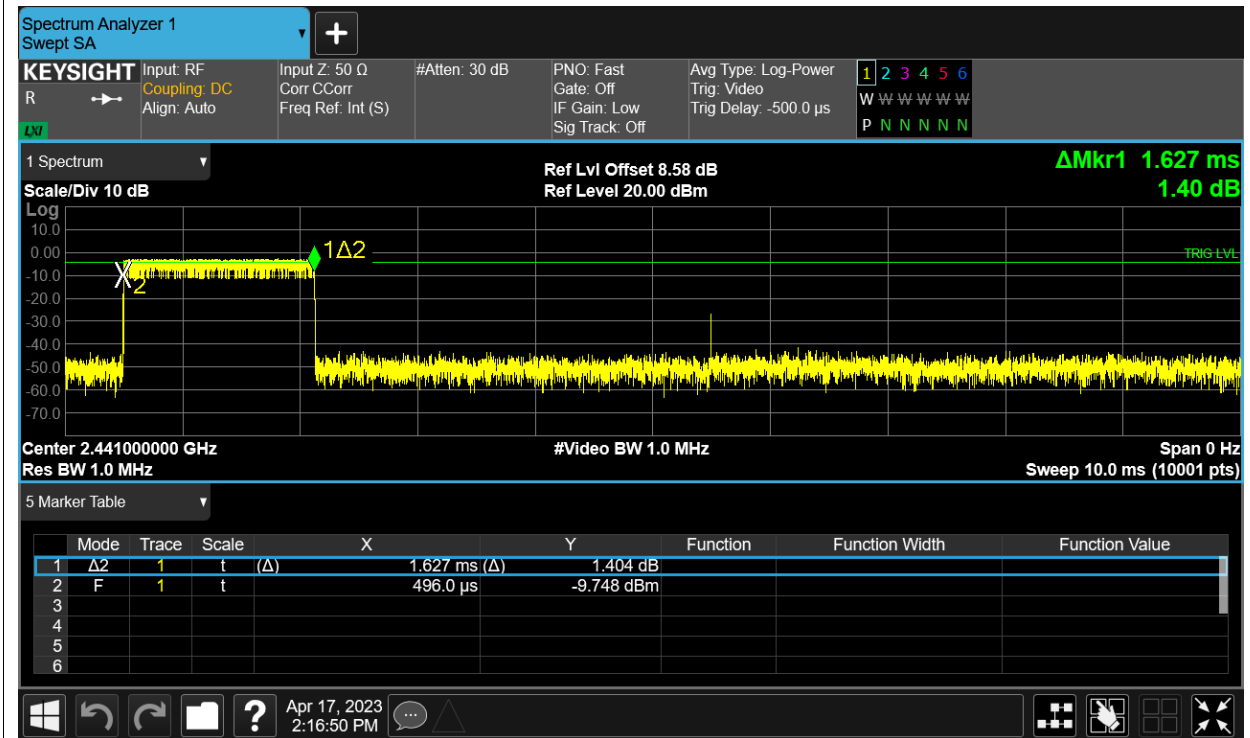 Spectrum Analyzer 1
Swept SA
+
KEYSIGHT Input: RF Input Z: 50 Ω #Atten: 30 dB PNO: Fast Avg Type: Log-Power 1 2 3 4 5 6
R Coupling: DC Corr CCorr Gate: Off Trig: Video W W W W W W
Align: Auto Freq Ref: Int (S) IF Gain: Low Trig Delay: -500.0 µs
LXI Sig Track: Off P N N N N N
1 Spectrum Ref Lvl Offset 8.58 dB ΔMkr1 1.627 ms
Scale/Div 10 dB Ref Level 20.00 dBm 1.40 dB
Log
10.0
0.00 1Δ2 TRIG LVL
-10.0 X2
-20.0
-30.0
-40.0
-50.0
-60.0
-70.0
Center 2.441000000 GHz #Video BW 1.0 MHz Span 0 Hz
Res BW 1.0 MHz Sweep 10.0 ms (10001 pts)
5 Marker Table
Mode Trace Scale X Y Function Function Width Function Value
1 Δ2 1 t (Δ) 1.627 ms (Δ) 1.404 dB
2 F 1 t 496.0 µs -9.748 dBm
3
4
5
6
? Apr 17, 2023
2:16:50 PM